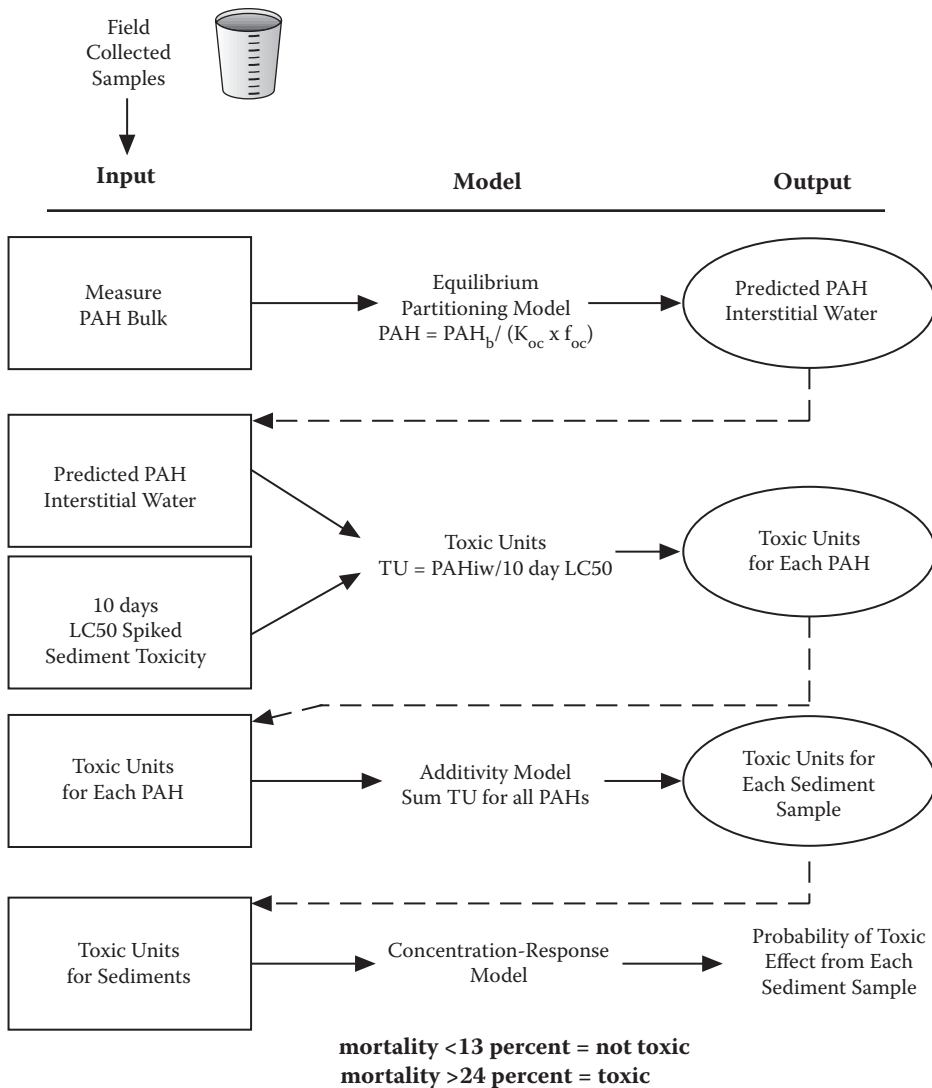 Field
Collected
Samples
Input
Model
Output
Measure
PAH Bulk
Equilibrium
Partitioning Model
PAH = PAH_b / (K_oc x f_oc)
Predicted PAH
Interstitial Water
Predicted PAH
Interstitial Water
10 days
LC50 Spiked
Sediment Toxicity
Toxic Units
TU = PAHiw/10 day LC50
Toxic Units
for Each PAH
Toxic Units
for Each PAH
Additivity Model
Sum TU for all PAHs
Toxic Units for
Each Sediment
Sample
Toxic Units
for Sediments
Concentration-Response
Model
Probability of Toxic
Effect from Each
Sediment Sample
mortality <13 percent = not toxic
mortality >24 percent = toxic